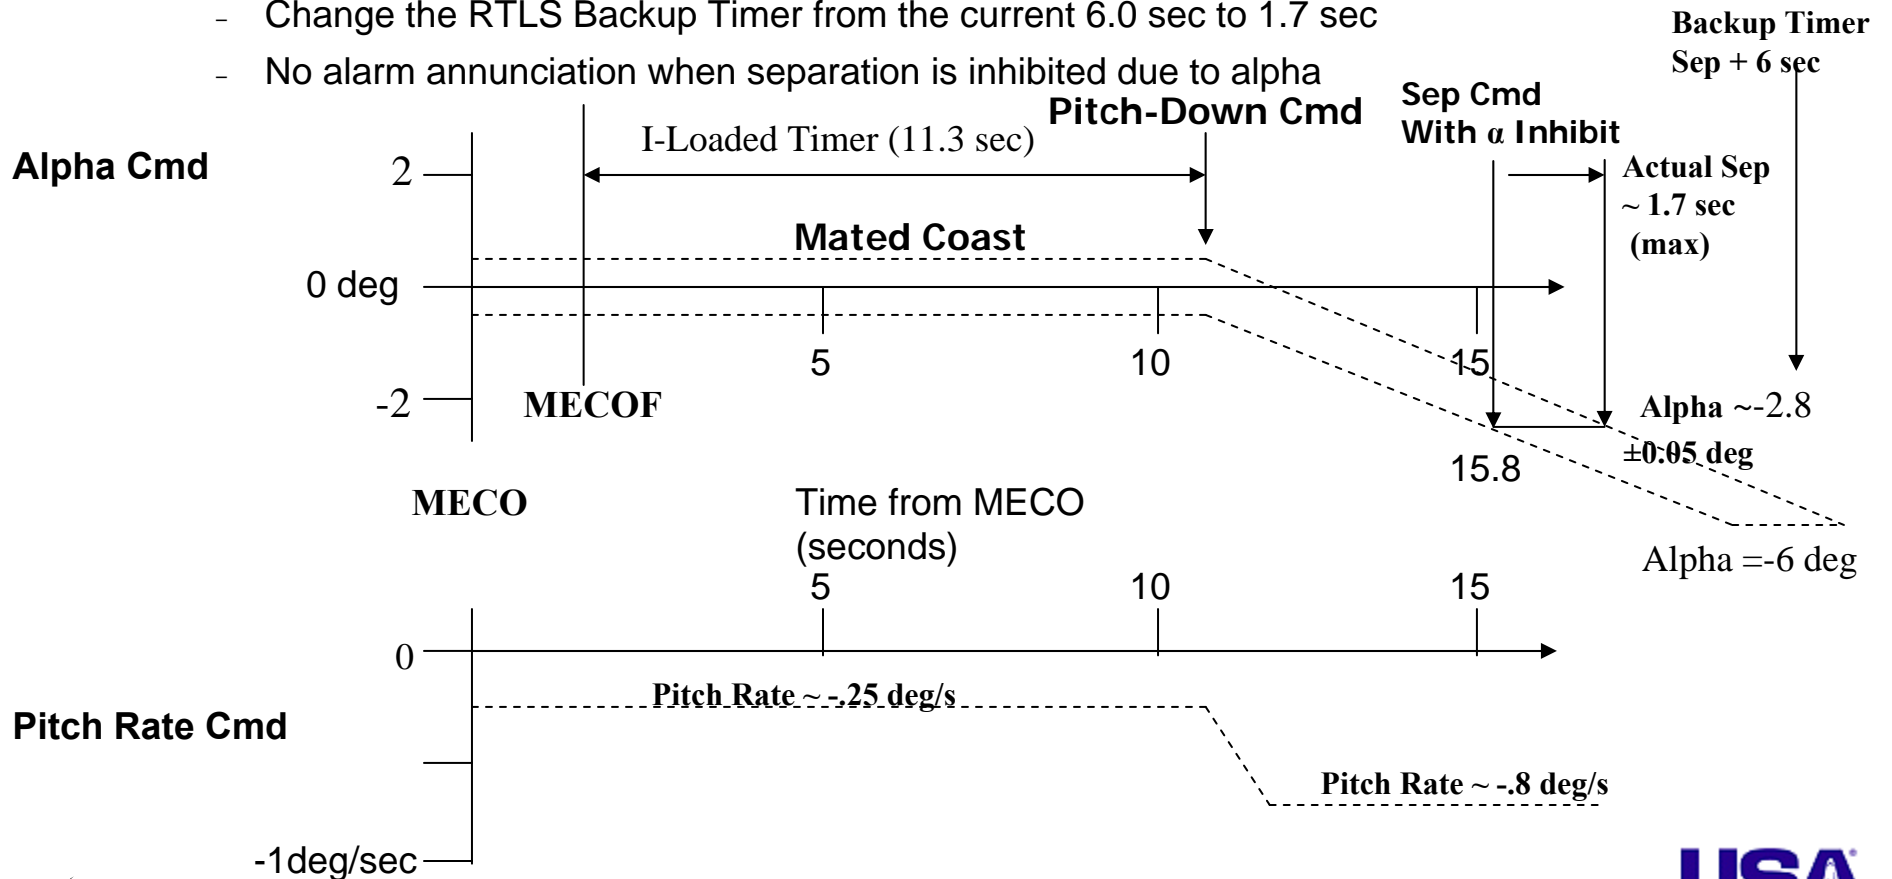 - Change the RTLS Backup Timer from the current 6.0 sec to 1.7 sec
- No alarm annunciation when separation is inhibited due to alpha
Backup Timer
Sep + 6 sec
Sep Cmd
With α Inhibit
Pitch-Down Cmd
I-Loaded Timer (11.3 sec)
Alpha Cmd
2
Actual Sep
~ 1.7 sec
(max)
Mated Coast
0 deg
5
10
15
-2
MECOF
Alpha ~-2.8
±0.05 deg
15.8
MECO
Time from MECO
(seconds)
Alpha =-6 deg
5
10
15
0
Pitch Rate ~ -.25 deg/s
Pitch Rate Cmd
Pitch Rate ~ -.8 deg/s
-1deg/sec
USA